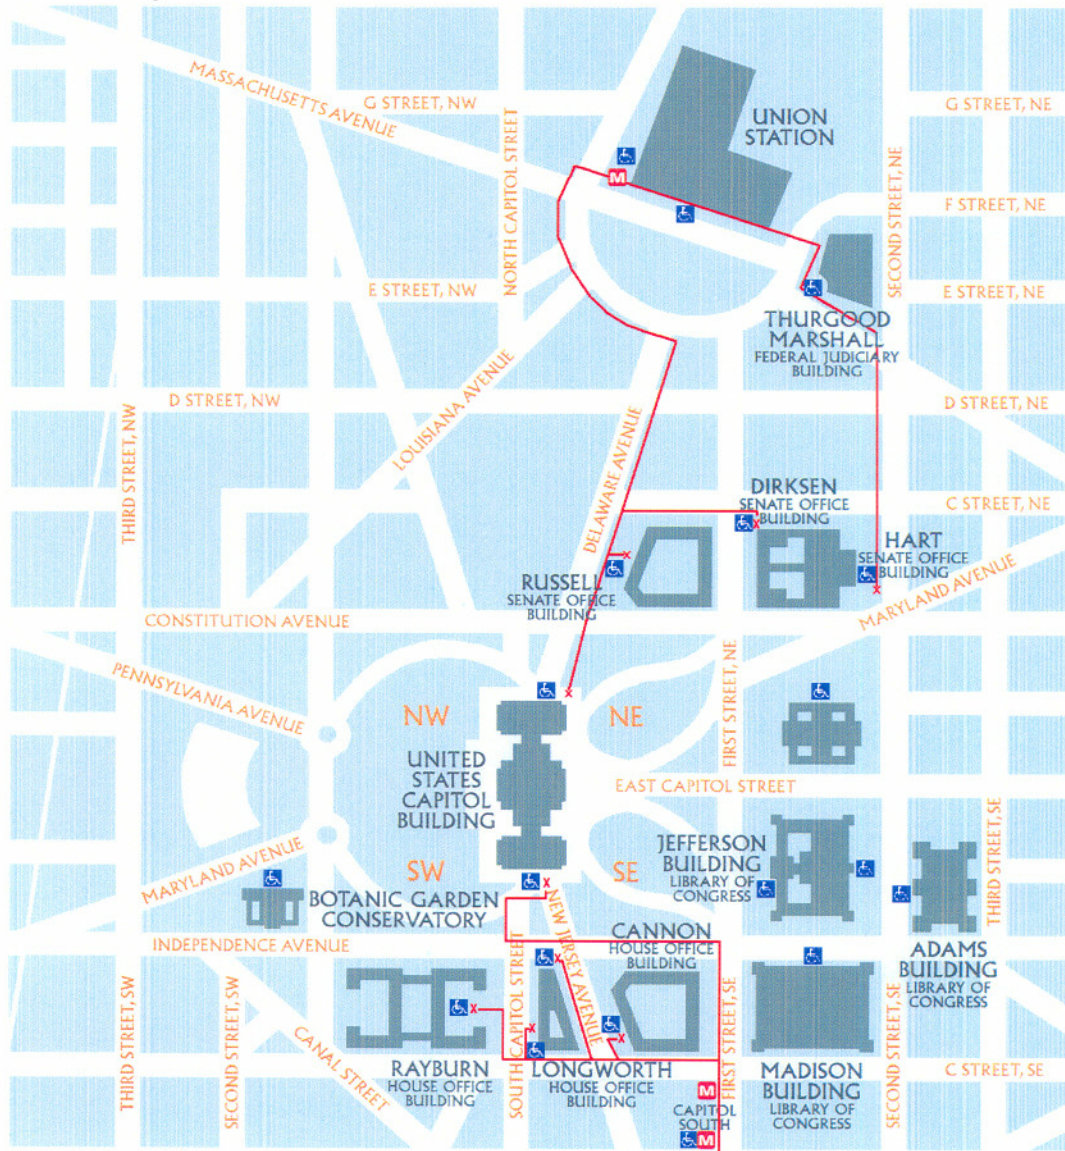 MASSACHUSETTS AVENUE
G STREET, NW
NORTH CAPITOL STREET
UNION
STATION
G STREET, NE
SECOND STREET, NE
F STREET, NE
M
E STREET, NW
E STREET, NE
THURGOOD
MARSHALL
FEDERAL JUDICIARY
BUILDING
D STREET, NW
LOUISIANA AVENUE
D STREET, NE
THIRD STREET, NW
DELAWARE AVENUE
DIRKSEN
SENATE OFFICE
BUILDING
C STREET, NE
HART
SENATE OFFICE
BUILDING
RUSSELL
SENATE OFFICE
BUILDING
MARYLAND AVENUE
CONSTITUTION AVENUE
PENNSYLVANIA AVENUE
FIRST STREET, NE
NW
NE
UNITED
STATES
CAPITOL
BUILDING
EAST CAPITOL STREET
JEFFERSON
BUILDING
LIBRARY OF
CONGRESS
THIRD STREET, SE
MARYLAND AVENUE
SW
SE
BOTANIC GARDEN
CONSERVATORY
NEW JERSEY AVENUE
INDEPENDENCE AVENUE
CANNON
HOUSE OFFICE
BUILDING
ADAMS
BUILDING
LIBRARY OF
CONGRESS
THIRD STREET, SW
SECOND STREET, SW
CANAL STREET
SOUTH CAPITOL STREET
FIRST STREET, SE
SECOND STREET, SE
RAYBURN
HOUSE OFFICE
BUILDING
LONGWORTH
HOUSE OFFICE
BUILDING
MADISON
BUILDING
LIBRARY OF
CONGRESS
C STREET, SE
M
CAPITOL
SOUTH
M